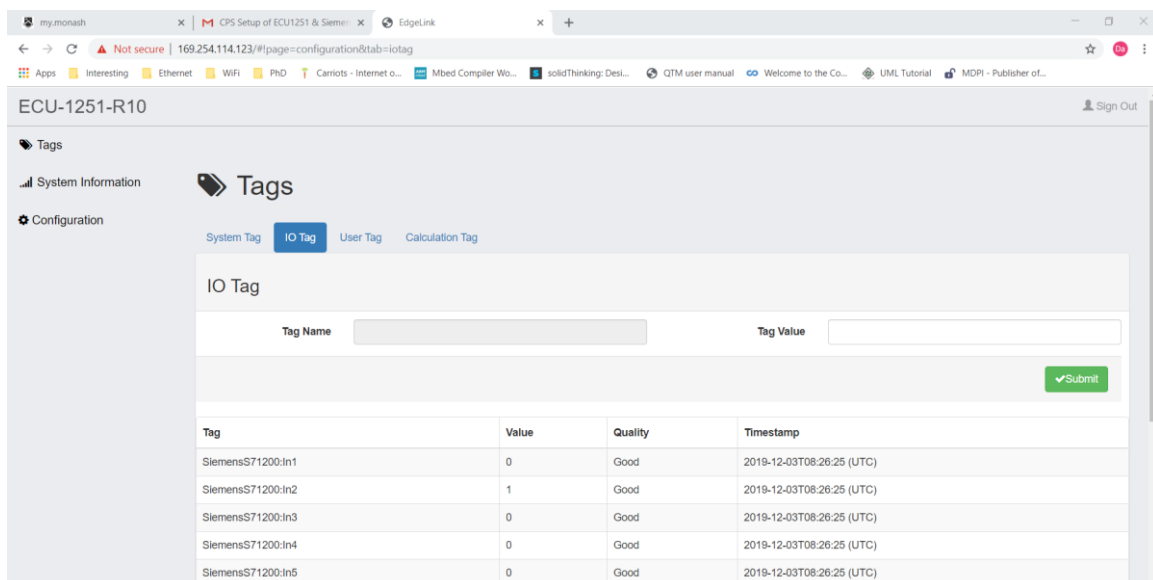 my.monash × CPS Setup of ECU1251 & Siemen × EdgeLink × +
Not secure | 169.254.114.123/#!page=configuration&tab=iotag Da
Apps Interesting Ethernet WiFi PhD Carriots - Internet o... Mbed Compiler Wo... solidThinking: Desi... QTM user manual Welcome to the Co... UML Tutorial MDPI - Publisher of...
ECU-1251-R10 Sign Out
Tags
System Information
Configuration
Tags
System Tag IO Tag User Tag Calculation Tag
IO Tag
Tag Name Tag Value
Submit
Tag Value Quality Timestamp
SiemensS71200:In1 0 Good 2019-12-03T08:26:25 (UTC)
SiemensS71200:In2 1 Good 2019-12-03T08:26:25 (UTC)
SiemensS71200:In3 0 Good 2019-12-03T08:26:25 (UTC)
SiemensS71200:In4 0 Good 2019-12-03T08:26:25 (UTC)
SiemensS71200:In5 0 Good 2019-12-03T08:26:25 (UTC)